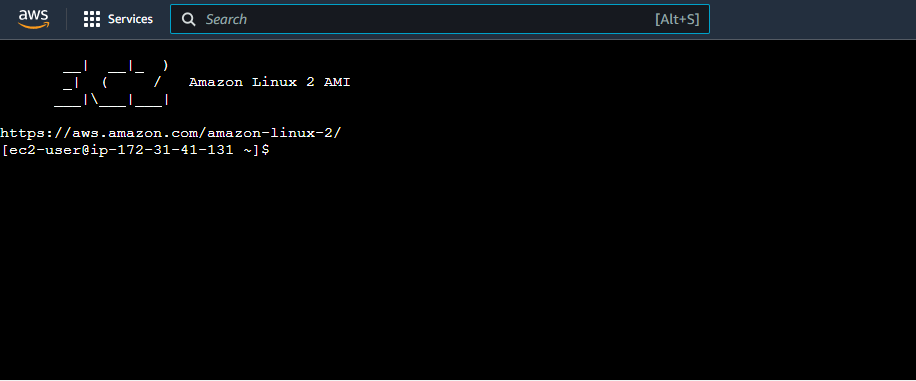 aws
Services
Search
[Alt+S]
       __|  __|_  )
       _|  (     /   Amazon Linux 2 AMI
      ___|\___|___|
https://aws.amazon.com/amazon-linux-2/
[ec2-user@ip-172-31-41-131 ~]$